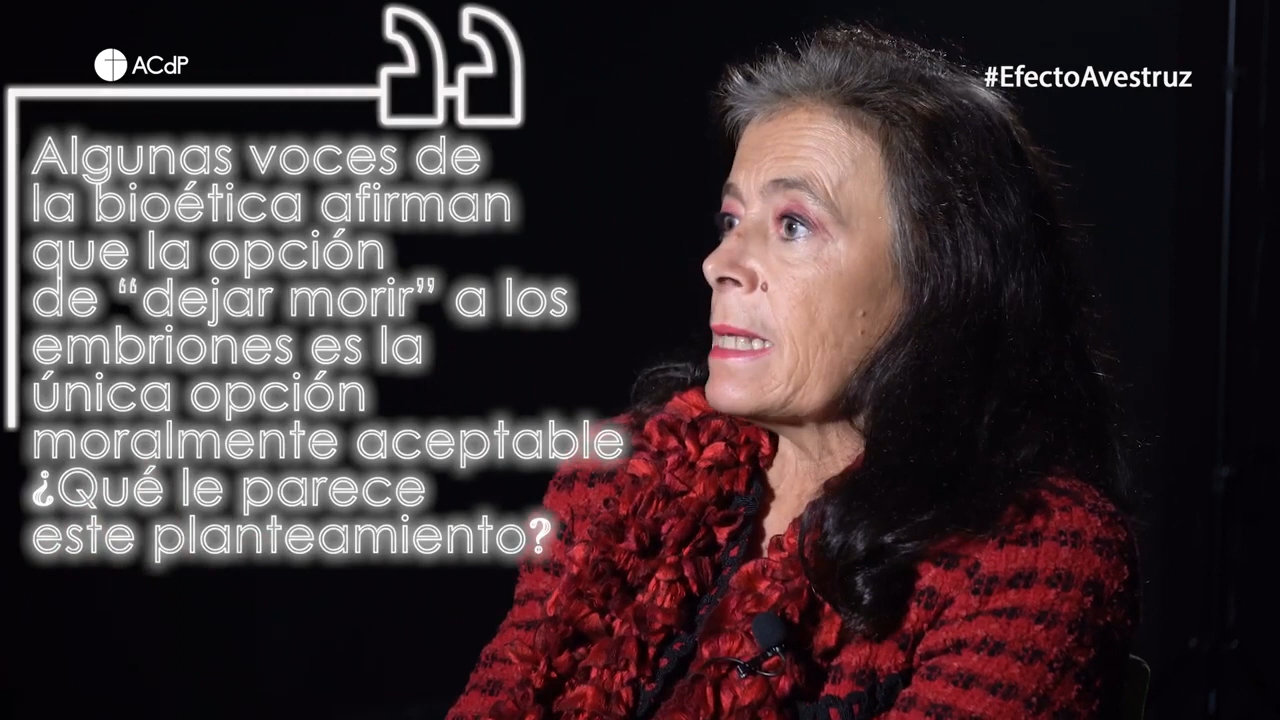 ACdP
#EfectoAvestruz
Algunas voces de
la bioética afirman
que la opción
de “dejar morir” a los
embriones es la
única opción
moralmente aceptable
¿Qué le parece
este planteamiento?